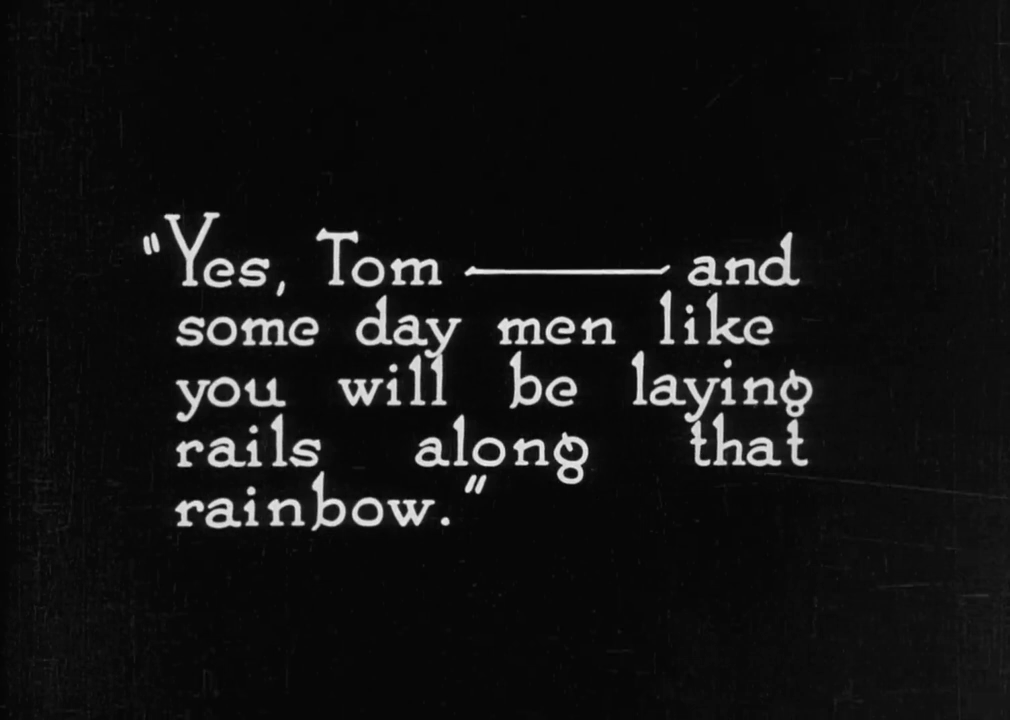 "Yes, Tom ——— and
some day men like
you will be laying
rails along that
rainbow."